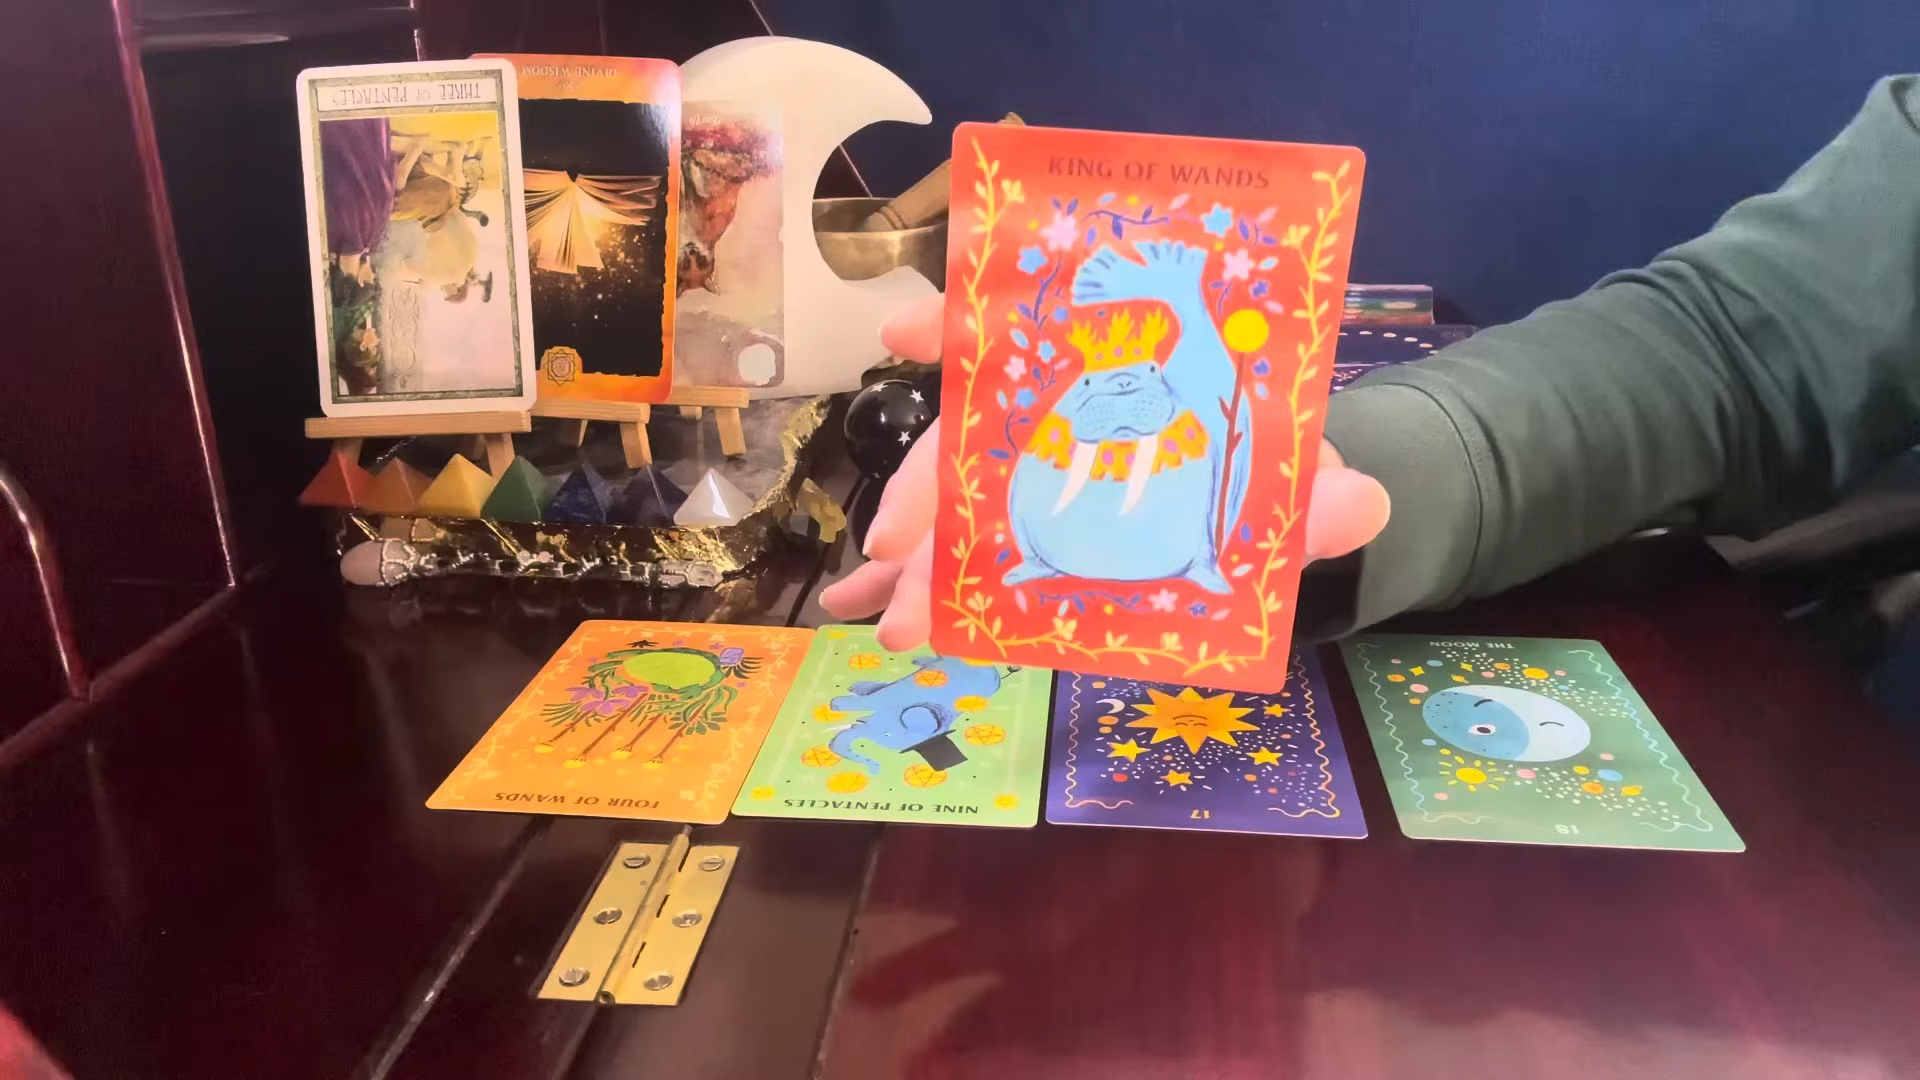 THREE OF PENTACLES
DIVINE WISDOM
KING OF WANDS
THE MOON
FOUR OF WANDS
NINE OF PENTACLES
17
18